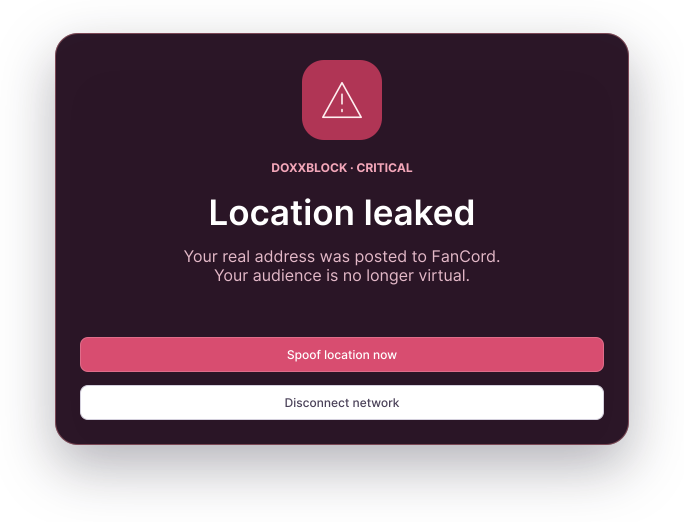 DOXXBLOCK · CRITICAL
Location leaked
Your real address was posted to FanCord.
Your audience is no longer virtual.
Spoof location now
Disconnect network